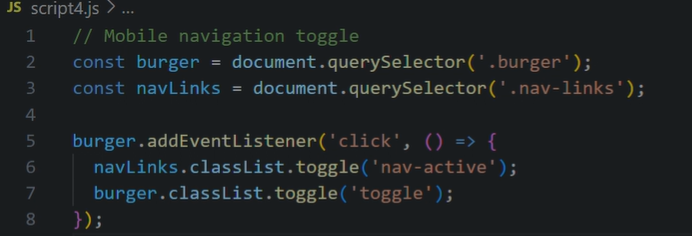 JS script4.js > ...
1 // Mobile navigation toggle
2 const burger = document.querySelector('.burger');
3 const navLinks = document.querySelector('.nav-links');
4
5 burger.addEventListener('click', () => {
6   navLinks.classList.toggle('nav-active');
7   burger.classList.toggle('toggle');
8 });